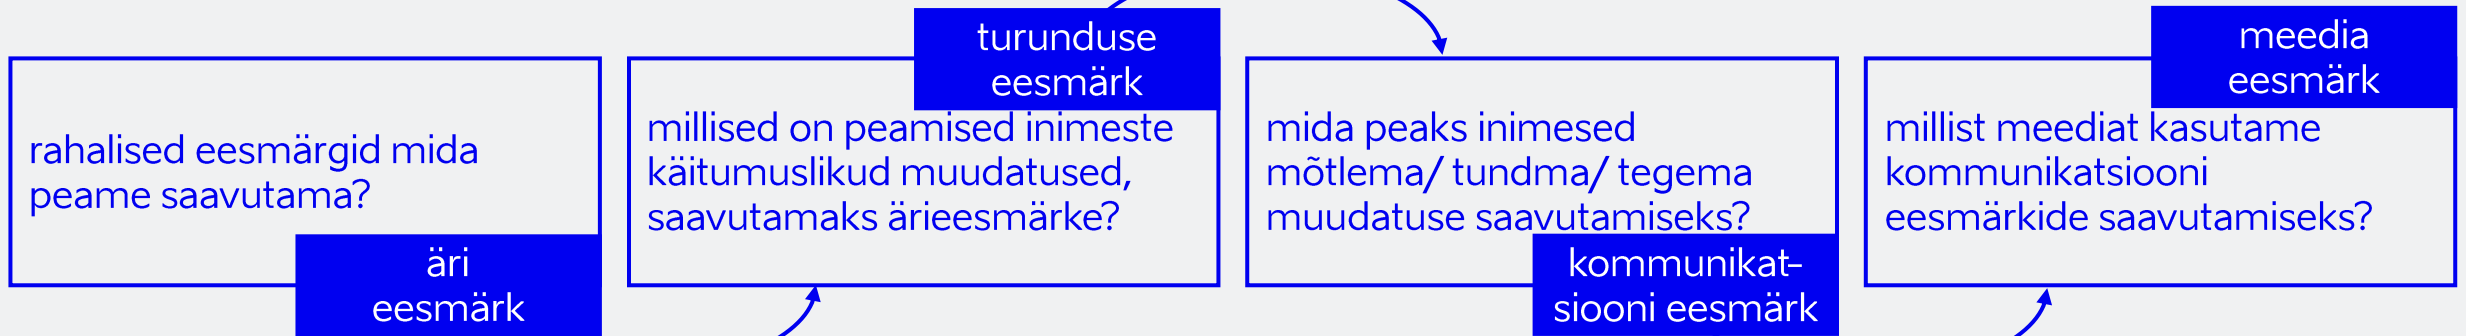 rahalised eesmärgid mida
peame saavutama?
äri
eesmärk
turunduse
eesmärk
millised on peamised inimeste
käitumuslikud muudatused,
saavutamaks ärieesmärke?
mida peaks inimesed
mõtlema/ tundma/ tegema
muudatuse saavutamiseks?
kommunikat-
siooni eesmärk
meedia
eesmärk
millist meediat kasutame
kommunikatsiooni
eesmärkide saavutamiseks?